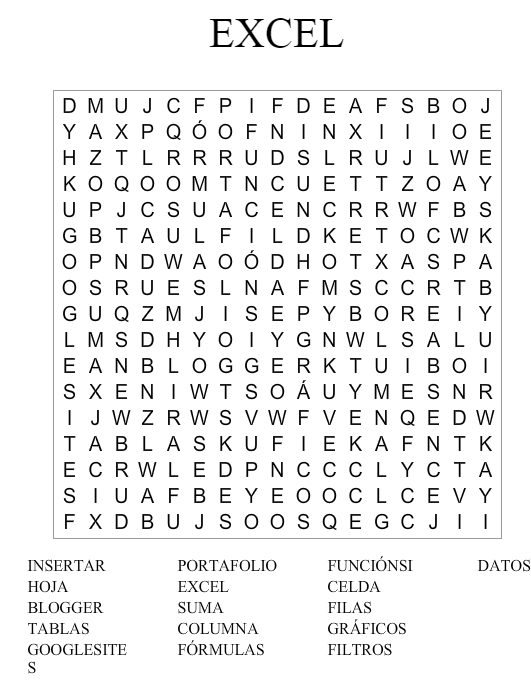 EXCEL
D M U J C F P I F D E A F S B O J
Y A X P Q Ó O F N I N X I I I O E
H Z T L R R R U D S L R U J L W E
K O Q O O M T N C U E T T Z O A Y
U P J C S U A C E N C R R W F B S
G B T A U L F I L D K E T O C W K
O P N D W A O Ó D H O T X A S P A
O S R U E S L N A F M S C C R T B
G U Q Z M J I S E P Y B O R E I Y
L M S D H Y O I Y G N W L S A L U
E A N B L O G G E R K T U I B O I
S X E N I W T S O Á U Y M E S N R
I J W Z R W S V W F V E N Q E D W
T A B L A S K U F I E K A F N T K
E C R W L E D P N C C C L Y C T A
S I U A F B E Y E O O C L C E V Y
F X D B U J S O O S Q E G C J I I
INSERTAR PORTAFOLIO FUNCIÓNSI DATOS
HOJA EXCEL CELDA
BLOGGER SUMA FILAS
TABLAS COLUMNA GRÁFICOS
GOOGLESITE FÓRMULAS FILTROS
S